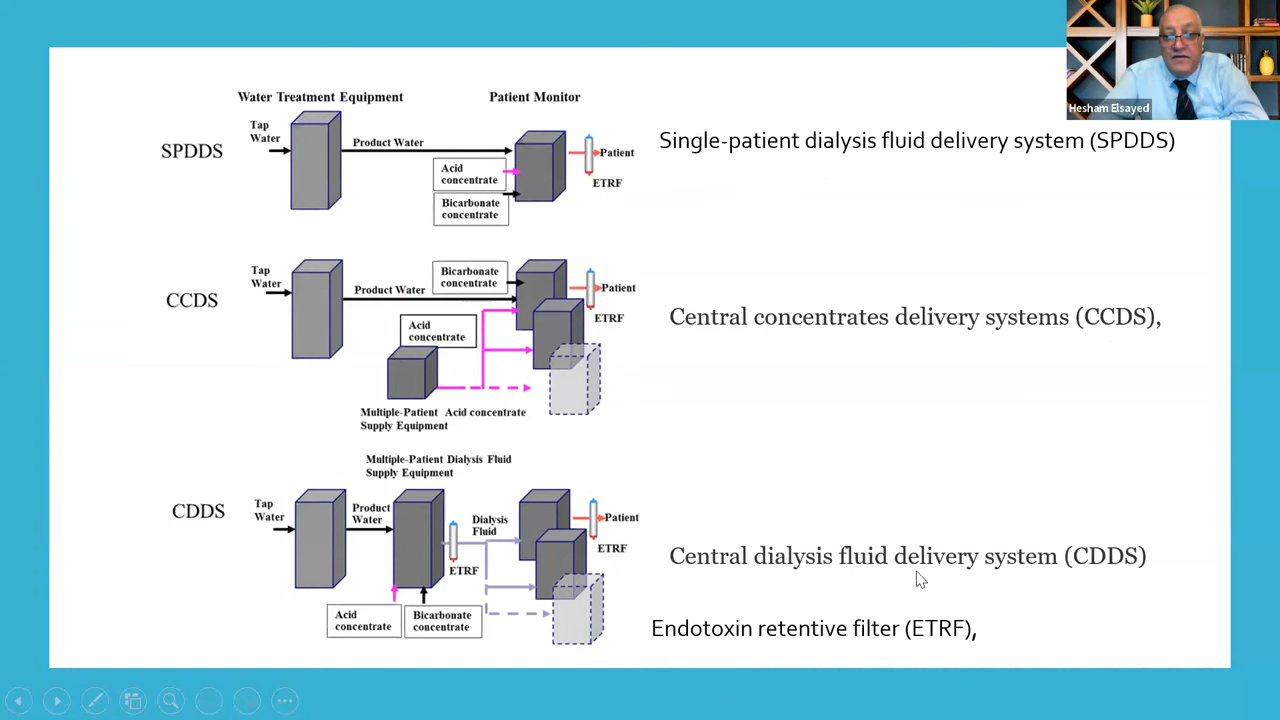 Hesham Elsayed
Water Treatment Equipment
Patient Monitor
SPDDS
Tap
Water
Product Water
Acid
concentrate
Bicarbonate
concentrate
Patient
ETRF
Single-patient dialysis fluid delivery system (SPDDS)
CCDS
Tap
Water
Product Water
Bicarbonate
concentrate
Acid
concentrate
Patient
ETRF
Multiple-Patient
Supply Equipment
Acid concentrate
Central concentrates delivery systems (CCDS),
Multiple-Patient Dialysis Fluid
Supply Equipment
CDDS
Tap
Water
Product
Water
Dialysis
Fluid
ETRF
Patient
ETRF
Acid
concentrate
Bicarbonate
concentrate
Central dialysis fluid delivery system (CDDS)
Endotoxin retentive filter (ETRF),